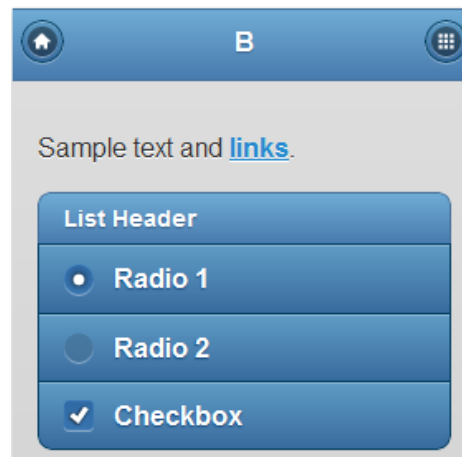 B
Sample text and links.
List Header
Radio 1
Radio 2
Checkbox